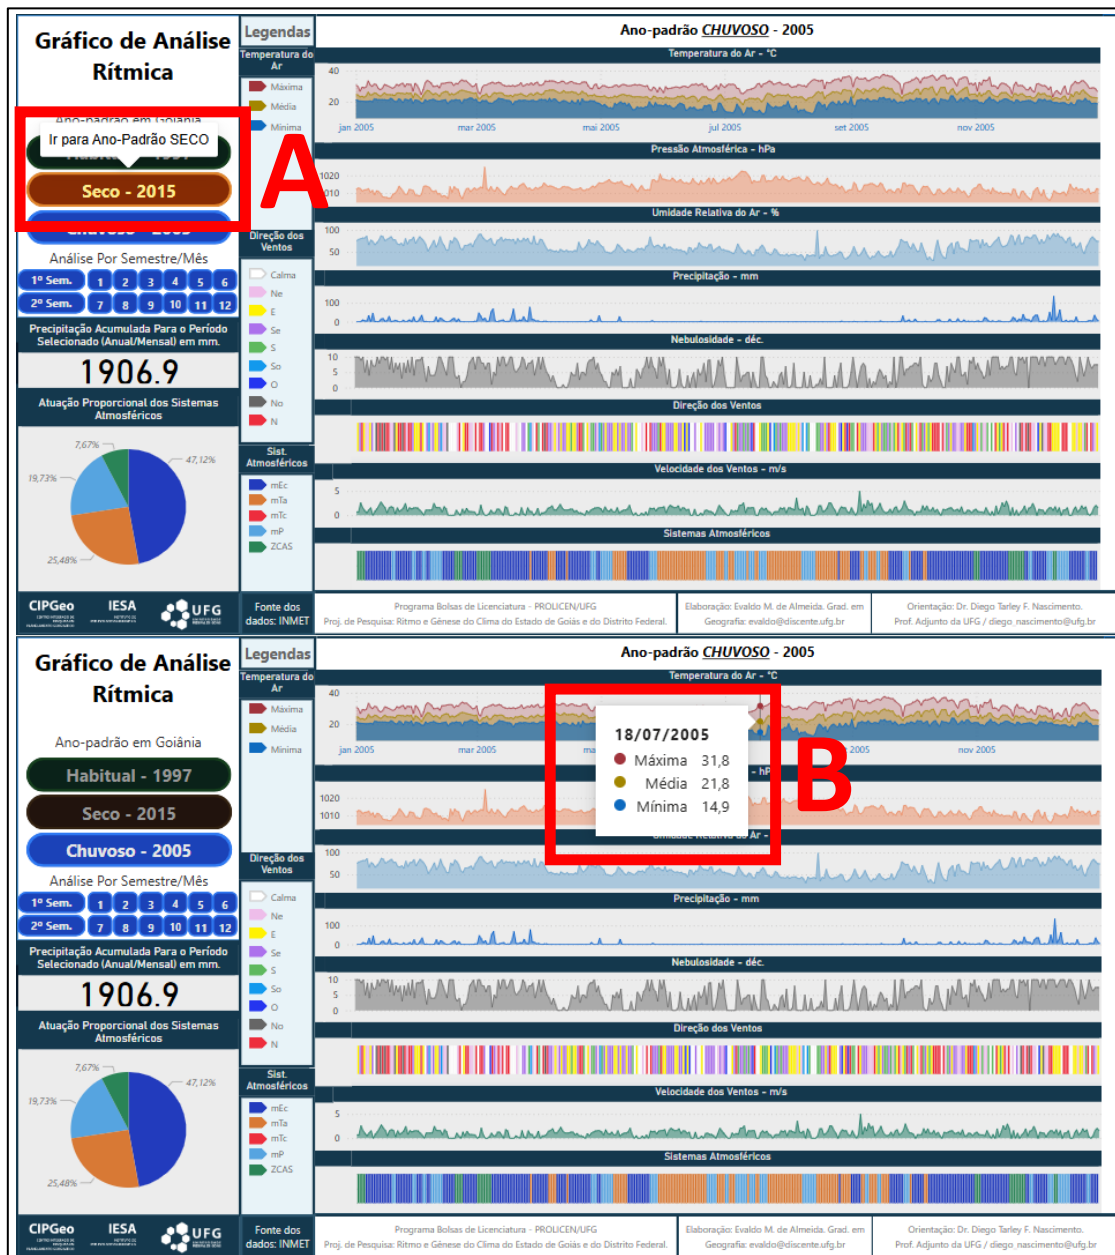 Gráfico de Análise
Rítmica
Ano-padrão em Goiânia
Ir para Ano-Padrão SECO
Habitual - 1997
Seco - 2015
Chuvoso - 2005
A
Análise Por Semestre/Mês
1º Sem. 1 2 3 4 5 6
2º Sem. 7 8 9 10 11 12
Precipitação Acumulada Para o Período
Selecionado (Anual/Mensal) em mm.
1906.9
Atuação Proporcional dos Sistemas
Atmosféricos
7,67%
47,12%
19,73%
25,48%
CIPGeo
IESA
UFG
Legendas
Temperatura do
Ar
Máxima
Média
Mínima
Direção dos
Ventos
Calma
Ne
E
Se
S
So
O
No
N
Sist.
Atmosféricos
mEc
mTa
mTc
mP
ZCAS
Fonte dos
dados: INMET
Ano-padrão CHUVOSO - 2005
Temperatura do Ar - °C
40
20
jan 2005 mar 2005 mai 2005 jul 2005 set 2005 nov 2005
Pressão Atmosférica - hPa
1020
1010
Umidade Relativa do Ar - %
100
50
Precipitação - mm
100
0
Nebulosidade - déc.
10
5
0
Direção dos Ventos
Velocidade dos Ventos - m/s
5
0
Sistemas Atmosféricos
Programa Bolsas de Licenciatura - PROLICEN/UFG
Proj. de Pesquisa: Ritmo e Gênese do Clima do Estado de Goiás e do Distrito Federal.
Elaboração: Evaldo M. de Almeida. Grad. em
Geografia: evaldo@discente.ufg.br
Orientação: Dr. Diego Tarley F. Nascimento.
Prof. Adjunto da UFG / diego_nascimento@ufg.br
Gráfico de Análise
Rítmica
Ano-padrão em Goiânia
Habitual - 1997
Seco - 2015
Chuvoso - 2005
Análise Por Semestre/Mês
1º Sem. 1 2 3 4 5 6
2º Sem. 7 8 9 10 11 12
Precipitação Acumulada Para o Período
Selecionado (Anual/Mensal) em mm.
1906.9
Atuação Proporcional dos Sistemas
Atmosféricos
7,67%
47,12%
19,73%
25,48%
CIPGeo
IESA
UFG
Legendas
Temperatura do
Ar
Máxima
Média
Mínima
Direção dos
Ventos
Calma
Ne
E
Se
S
So
O
No
N
Sist.
Atmosféricos
mEc
mTa
mTc
mP
ZCAS
Fonte dos
dados: INMET
Ano-padrão CHUVOSO - 2005
Temperatura do Ar - °C
40
20
jan 2005 mar 2005 2005 nov 2005
18/07/2005
Máxima 31,8
Média 21,8
Mínima 14,9
B
- hP
1020
1010
Umidade Relativa do Ar -
100
50
Precipitação - mm
100
0
Nebulosidade - déc.
10
5
0
Direção dos Ventos
Velocidade dos Ventos - m/s
5
0
Sistemas Atmosféricos
Programa Bolsas de Licenciatura - PROLICEN/UFG
Proj. de Pesquisa: Ritmo e Gênese do Clima do Estado de Goiás e do Distrito Federal.
Elaboração: Evaldo M. de Almeida. Grad. em
Geografia: evaldo@discente.ufg.br
Orientação: Dr. Diego Tarley F. Nascimento.
Prof. Adjunto da UFG / diego_nascimento@ufg.br